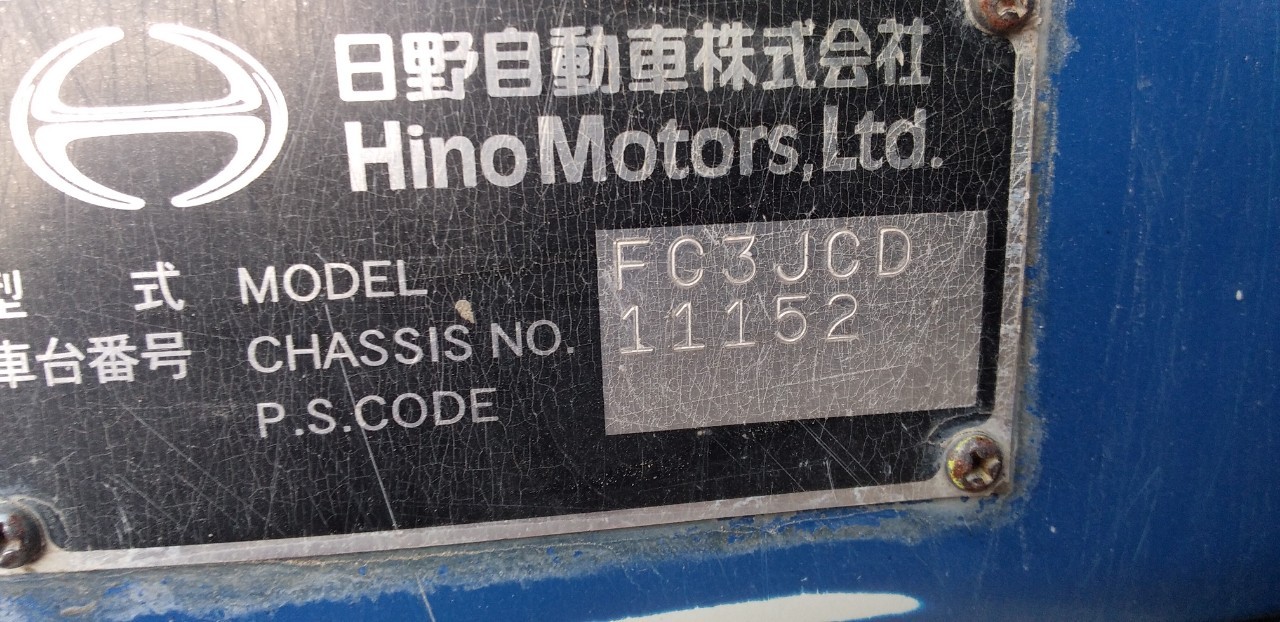 日野自動車株式会社
Hino Motors, Ltd.
型 式 MODEL FC3JCD
車台番号 CHASSIS NO. 11152
P.S.CODE